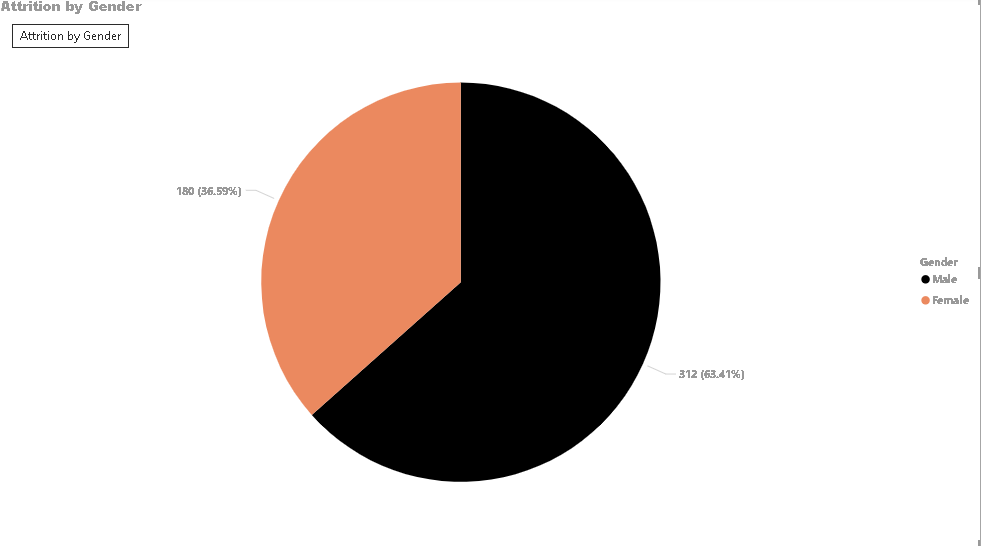 Attrition by Gender
Attrition by Gender
180 (36.59%)
Gender
Male
Female
312 (63.41%)